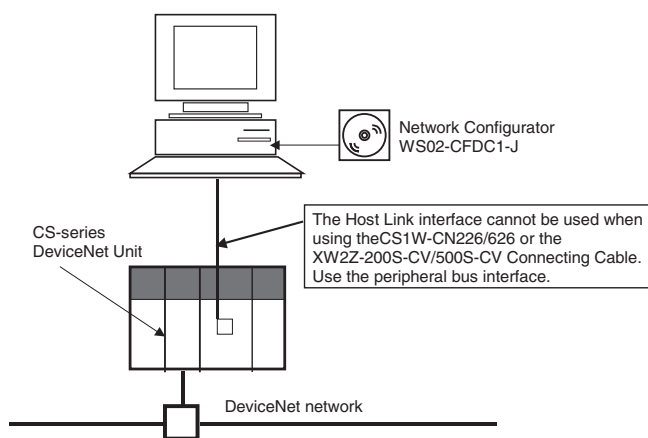 Network Configurator
WS02-CFDC1-J
The Host Link interface cannot be used when
using theCS1W-CN226/626 or the
XW2Z-200S-CV/500S-CV Connecting Cable.
Use the peripheral bus interface.
CS-series
DeviceNet Unit
DeviceNet network